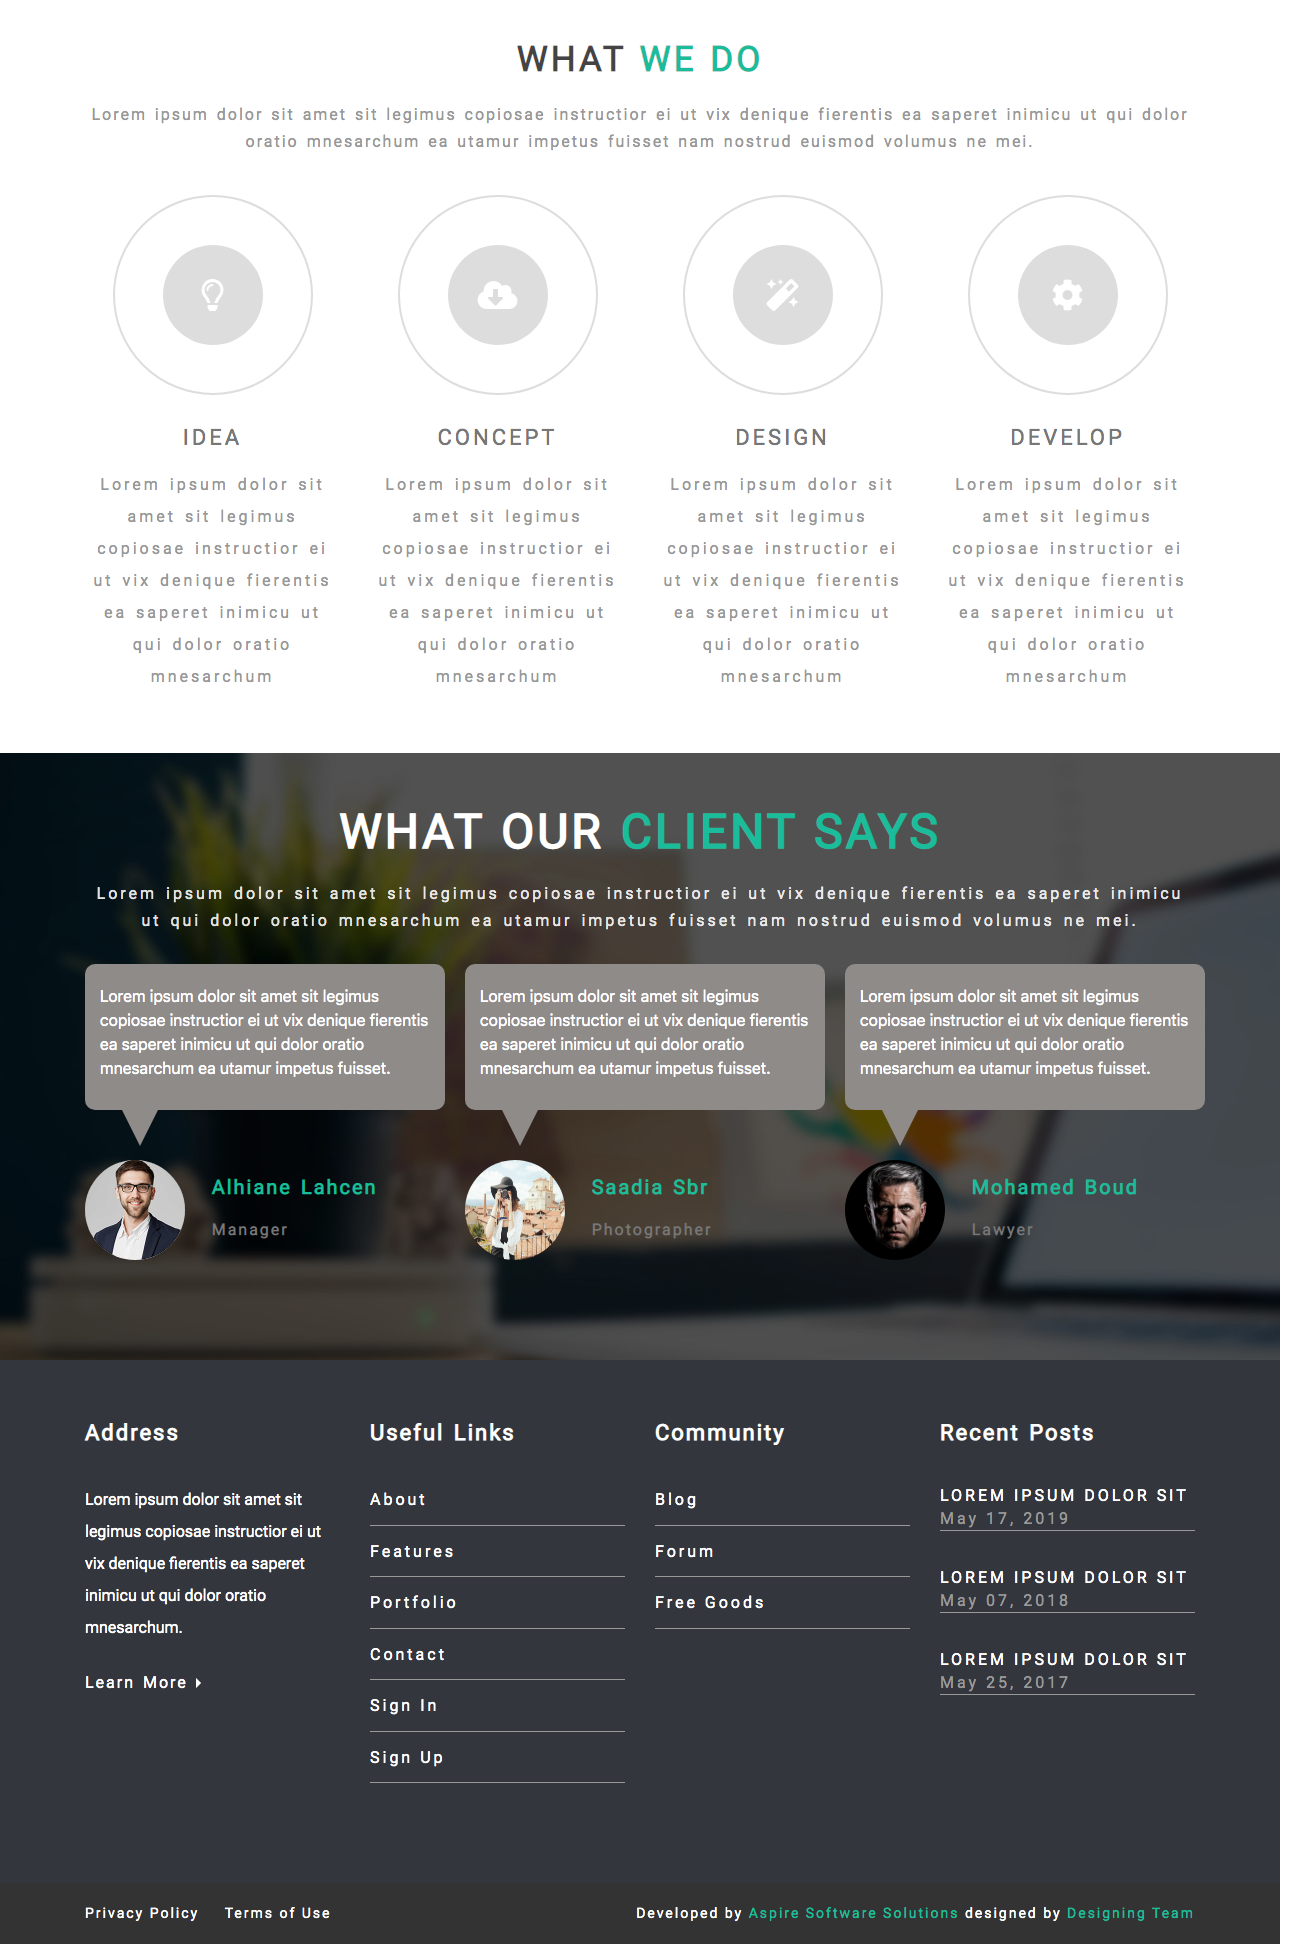 WHAT WE DO
Lorem ipsum dolor sit amet sit legimus copiosae instructior ei ut vix denique fierentis ea saperet inimicu ut qui dolor
oratio mnesarchum ea utamur impetus fuisset nam nostrud euismod volumus ne mei.
IDEA
Lorem ipsum dolor sit
amet sit legimus
copiosae instructior ei
ut vix denique fierentis
ea saperet inimicu ut
qui dolor oratio
mnesarchum
CONCEPT
Lorem ipsum dolor sit
amet sit legimus
copiosae instructior ei
ut vix denique fierentis
ea saperet inimicu ut
qui dolor oratio
mnesarchum
DESIGN
Lorem ipsum dolor sit
amet sit legimus
copiosae instructior ei
ut vix denique fierentis
ea saperet inimicu ut
qui dolor oratio
mnesarchum
DEVELOP
Lorem ipsum dolor sit
amet sit legimus
copiosae instructior ei
ut vix denique fierentis
ea saperet inimicu ut
qui dolor oratio
mnesarchum
WHAT OUR CLIENT SAYS
Lorem ipsum dolor sit amet sit legimus copiosae instructior ei ut vix denique fierentis ea saperet inimicu
ut qui dolor oratio mnesarchum ea utamur impetus fuisset nam nostrud euismod volumus ne mei.
Lorem ipsum dolor sit amet sit legimus
copiosae instructior ei ut vix denique fierentis
ea saperet inimicu ut qui dolor oratio
mnesarchum ea utamur impetus fuisset.
Alhiane Lahcen
Manager
Lorem ipsum dolor sit amet sit legimus
copiosae instructior ei ut vix denique fierentis
ea saperet inimicu ut qui dolor oratio
mnesarchum ea utamur impetus fuisset.
Saadia Sbr
Photographer
Lorem ipsum dolor sit amet sit legimus
copiosae instructior ei ut vix denique fierentis
ea saperet inimicu ut qui dolor oratio
mnesarchum ea utamur impetus fuisset.
Mohamed Boud
Lawyer
Address
Lorem ipsum dolor sit amet sit
legimus copiosae instructior ei ut
vix denique fierentis ea saperet
inimicu ut qui dolor oratio
mnesarchum.
Learn More
Useful Links
About
Features
Portfolio
Contact
Sign In
Sign Up
Community
Blog
Forum
Free Goods
Recent Posts
LOREM IPSUM DOLOR SIT
May 17, 2019
LOREM IPSUM DOLOR SIT
May 07, 2018
LOREM IPSUM DOLOR SIT
May 25, 2017
Privacy Policy Terms of Use
Developed by Aspire Software Solutions designed by Designing Team